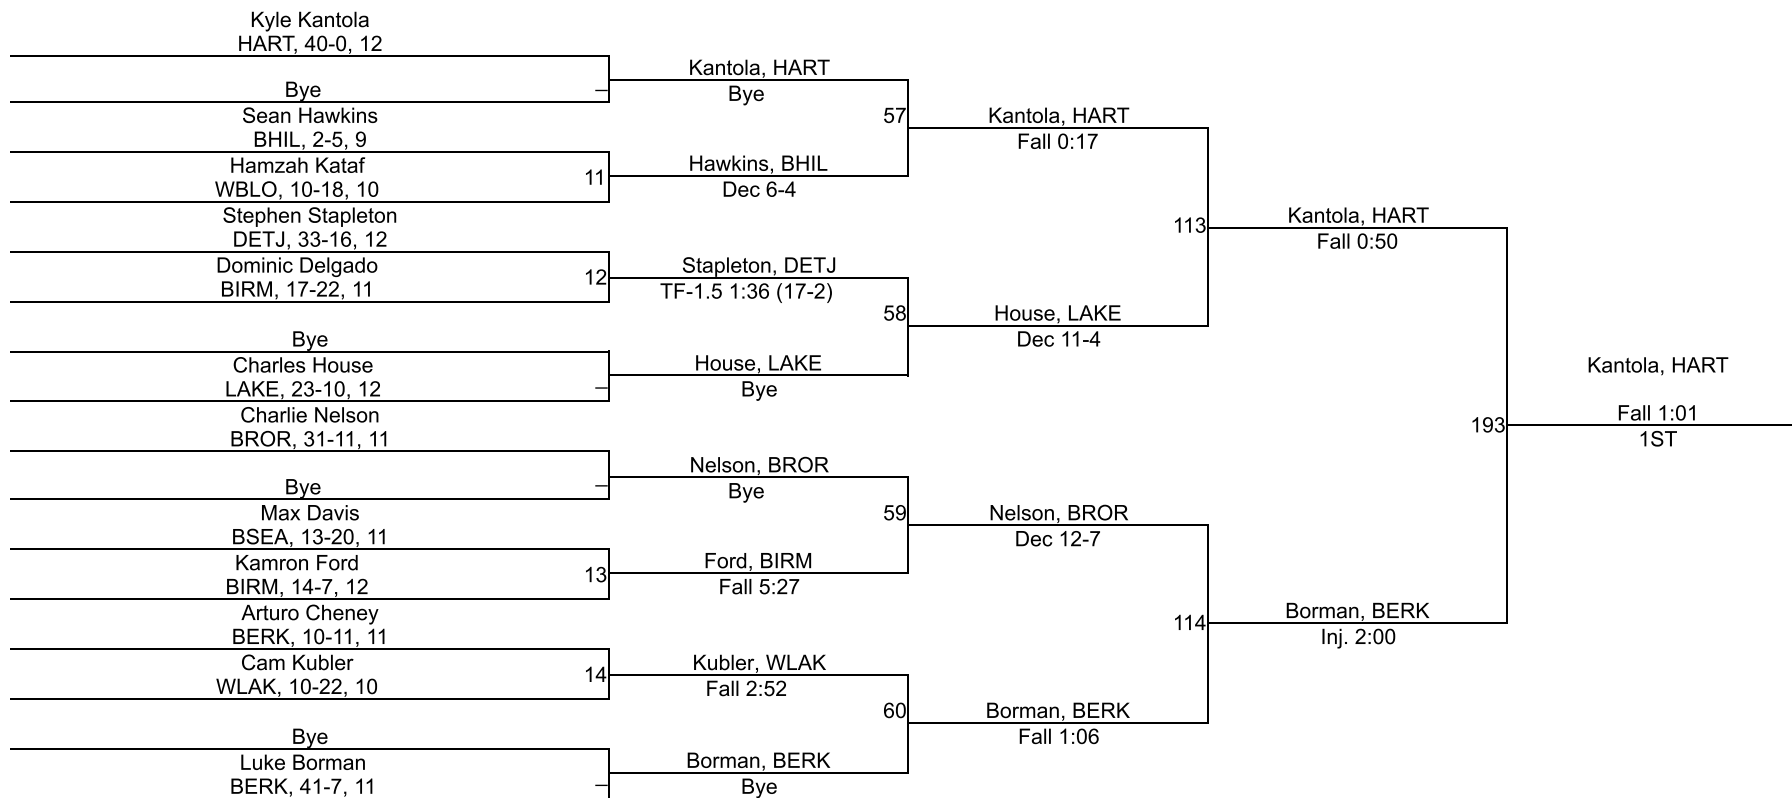 Kyle Kantola
HART, 40-0, 12
Bye
–
Sean Hawkins
BHIL, 2-5, 9
Hamzah Kataf
WBLO, 10-18, 10
11
Stephen Stapleton
DETJ, 33-16, 12
Dominic Delgado
BIRM, 17-22, 11
12
Bye
Charles House
LAKE, 23-10, 12
–
Charlie Nelson
BROR, 31-11, 11
Bye
–
Max Davis
BSEA, 13-20, 11
Kamron Ford
BIRM, 14-7, 12
13
Arturo Cheney
BERK, 10-11, 11
Cam Kubler
WLAK, 10-22, 10
14
Bye
Luke Borman
BERK, 41-7, 11
–
Kantola, HART
Bye
57
Hawkins, BHIL
Dec 6-4
Stapleton, DETJ
TF-1.5 1:36 (17-2)
58
House, LAKE
Bye
Nelson, BROR
Bye
59
Ford, BIRM
Fall 5:27
Kubler, WLAK
Fall 2:52
60
Borman, BERK
Bye
Kantola, HART
Fall 0:17
113
House, LAKE
Dec 11-4
Nelson, BROR
Dec 12-7
114
Borman, BERK
Fall 1:06
Kantola, HART
Fall 0:50
193
Borman, BERK
Inj. 2:00
Kantola, HART
Fall 1:01
1ST